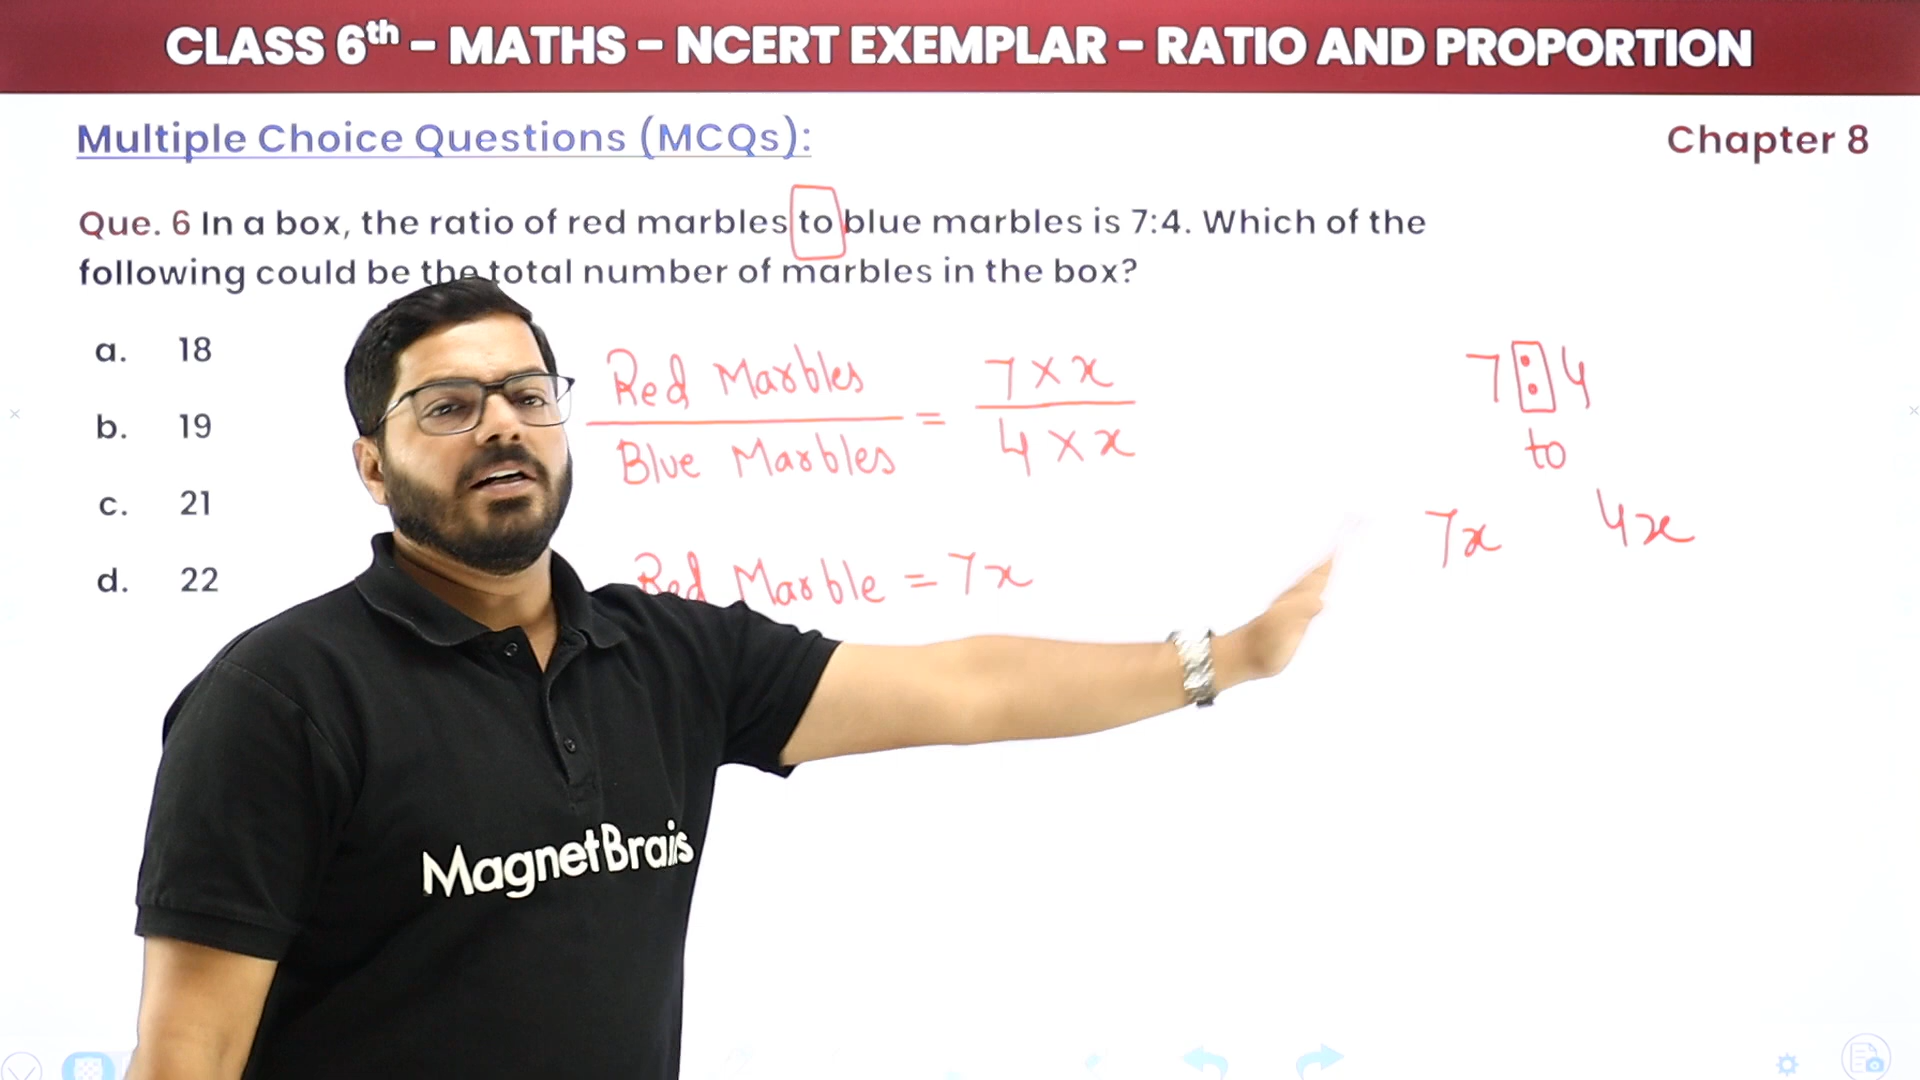 CLASS 6th – MATHS – NCERT EXEMPLAR – RATIO AND PROPORTION
Multiple Choice Questions (MCQs):
Chapter 8
Que. 6 In a box, the ratio of red marbles to blue marbles is 7:4. Which of the
following could be the total number of marbles in the box?
a. 18
b. 19
c. 21
d. 22
Red Marbles
Blue Marbles
=
7 × x
4 × x
Red Marble = 7x
7 : 4
to
7x 4x
MagnetBrains